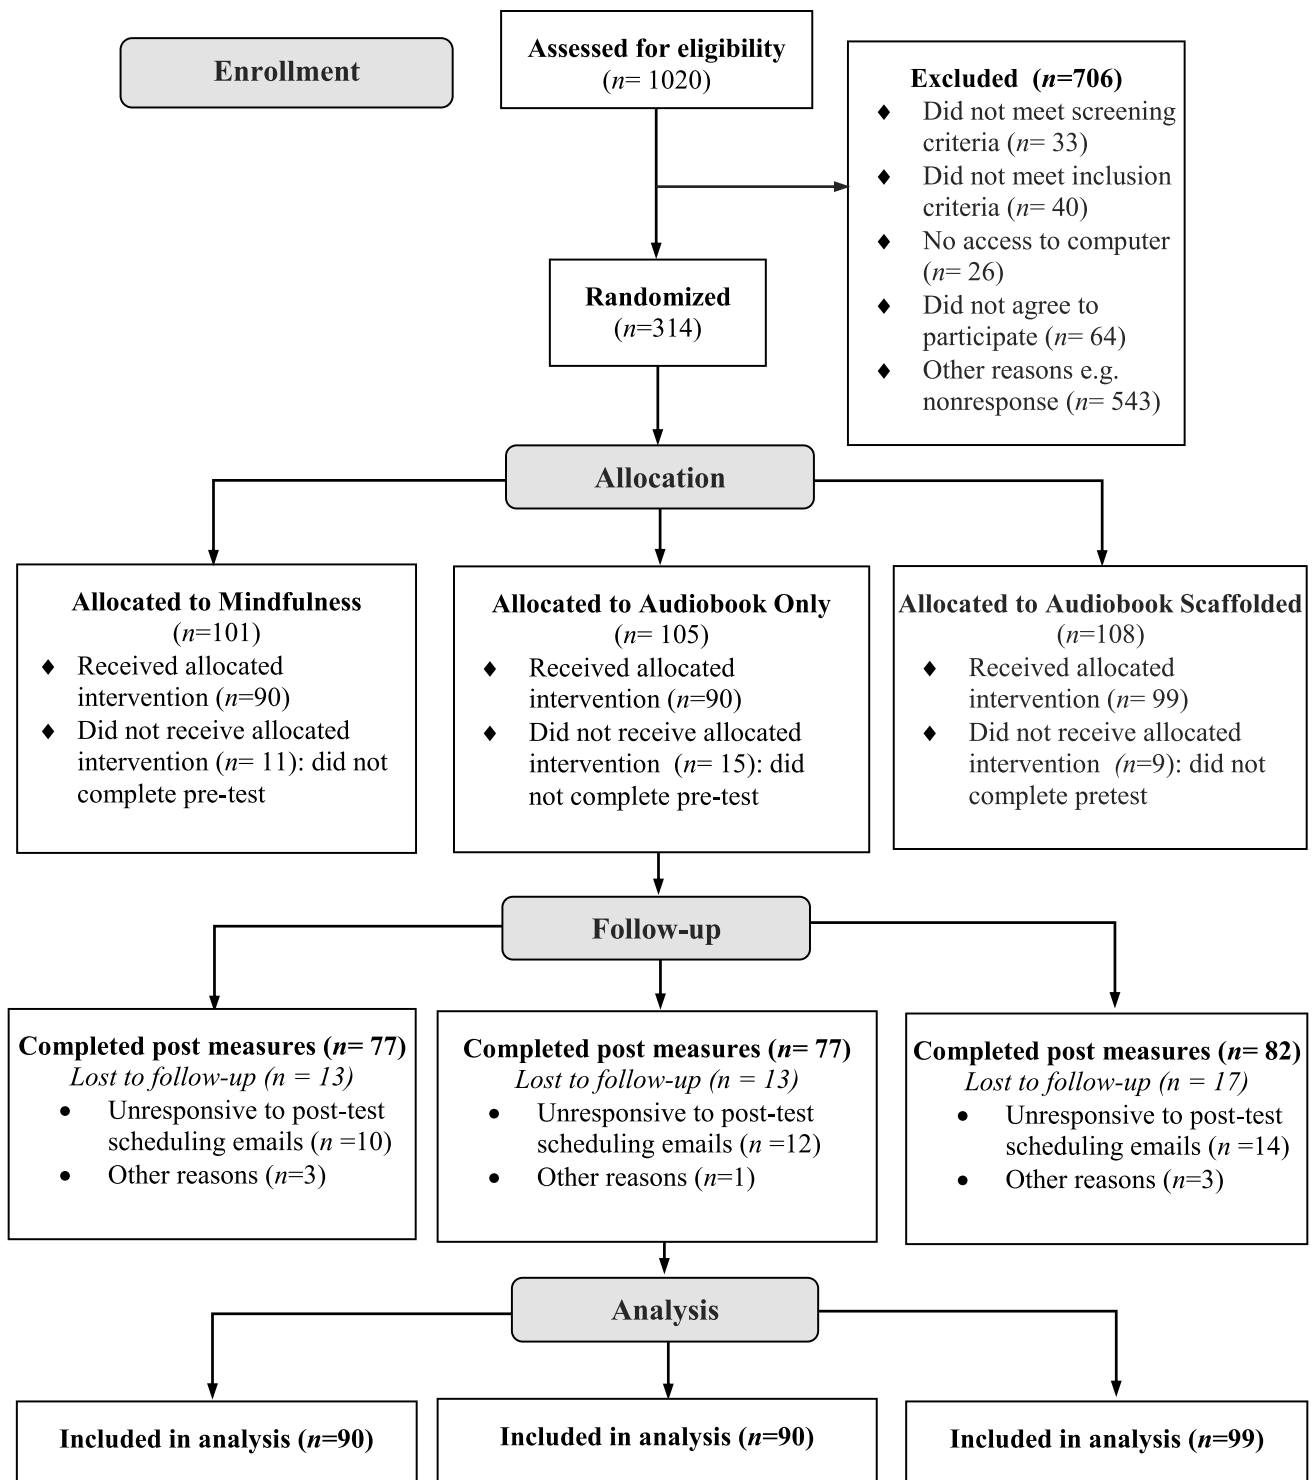 Enrollment
Assessed for eligibility
(n= 1020)
Excluded (n=706)
♦ Did not meet screening
criteria (n= 33)
♦ Did not meet inclusion
criteria (n= 40)
♦ No access to computer
(n= 26)
♦ Did not agree to
participate (n= 64)
♦ Other reasons e.g.
nonresponse (n= 543)
Randomized
(n=314)
Allocation
Allocated to Mindfulness
(n=101)
♦ Received allocated
intervention (n=90)
♦ Did not receive allocated
intervention (n= 11): did not
complete pre-test
Allocated to Audiobook Only
(n= 105)
♦ Received allocated
intervention (n=90)
♦ Did not receive allocated
intervention (n= 15): did
not complete pre-test
Allocated to Audiobook Scaffolded
(n=108)
♦ Received allocated
intervention (n= 99)
♦ Did not receive allocated
intervention (n=9): did not
complete pretest
Follow-up
Completed post measures (n= 77)
Lost to follow-up (n = 13)
• Unresponsive to post-test
scheduling emails (n =10)
• Other reasons (n=3)
Completed post measures (n= 77)
Lost to follow-up (n = 13)
• Unresponsive to post-test
scheduling emails (n =12)
• Other reasons (n=1)
Completed post measures (n= 82)
Lost to follow-up (n = 17)
• Unresponsive to post-test
scheduling emails (n =14)
• Other reasons (n=3)
Analysis
Included in analysis (n=90)
Included in analysis (n=90)
Included in analysis (n=99)